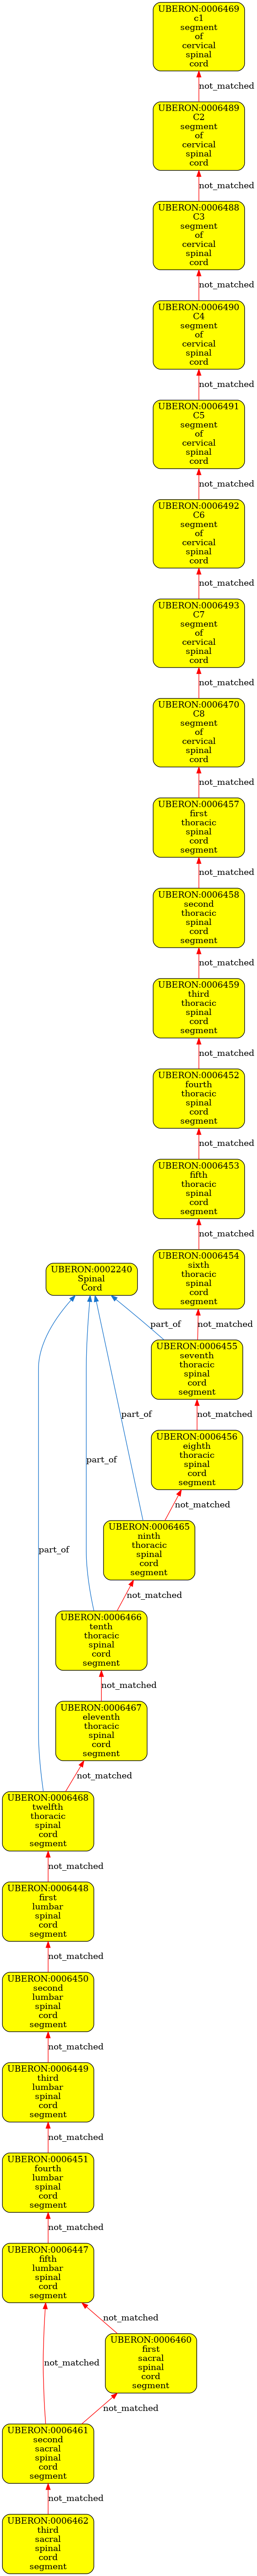 UBERON:0006469
c1
segment
of
cervical
spinal
cord
not_matched
UBERON:0006489
C2
segment
of
cervical
spinal
cord
not_matched
UBERON:0006488
C3
segment
of
cervical
spinal
cord
not_matched
UBERON:0006490
C4
segment
of
cervical
spinal
cord
not_matched
UBERON:0006491
C5
segment
of
cervical
spinal
cord
not_matched
UBERON:0006492
C6
segment
of
cervical
spinal
cord
not_matched
UBERON:0006493
C7
segment
of
cervical
spinal
cord
not_matched
UBERON:0006470
C8
segment
of
cervical
spinal
cord
not_matched
UBERON:0006457
first
thoracic
spinal
cord
segment
not_matched
UBERON:0006458
second
thoracic
spinal
cord
segment
not_matched
UBERON:0006459
third
thoracic
spinal
cord
segment
not_matched
UBERON:0006452
fourth
thoracic
spinal
cord
segment
not_matched
UBERON:0006453
fifth
thoracic
spinal
cord
segment
not_matched
UBERON:0006454
sixth
thoracic
spinal
cord
segment
UBERON:0002240
Spinal
Cord
part_of
not_matched
UBERON:0006455
seventh
thoracic
spinal
cord
segment
part_of
not_matched
UBERON:0006456
eighth
thoracic
spinal
cord
segment
part_of
not_matched
UBERON:0006465
ninth
thoracic
spinal
cord
segment
part_of
not_matched
UBERON:0006466
tenth
thoracic
spinal
cord
segment
not_matched
UBERON:0006467
eleventh
thoracic
spinal
cord
segment
not_matched
UBERON:0006468
twelfth
thoracic
spinal
cord
segment
not_matched
UBERON:0006448
first
lumbar
spinal
cord
segment
not_matched
UBERON:0006450
second
lumbar
spinal
cord
segment
not_matched
UBERON:0006449
third
lumbar
spinal
cord
segment
not_matched
UBERON:0006451
fourth
lumbar
spinal
cord
segment
not_matched
UBERON:0006447
fifth
lumbar
spinal
cord
segment
not_matched
UBERON:0006460
first
sacral
spinal
cord
segment
not_matched
not_matched
UBERON:0006461
second
sacral
spinal
cord
segment
not_matched
UBERON:0006462
third
sacral
spinal
cord
segment